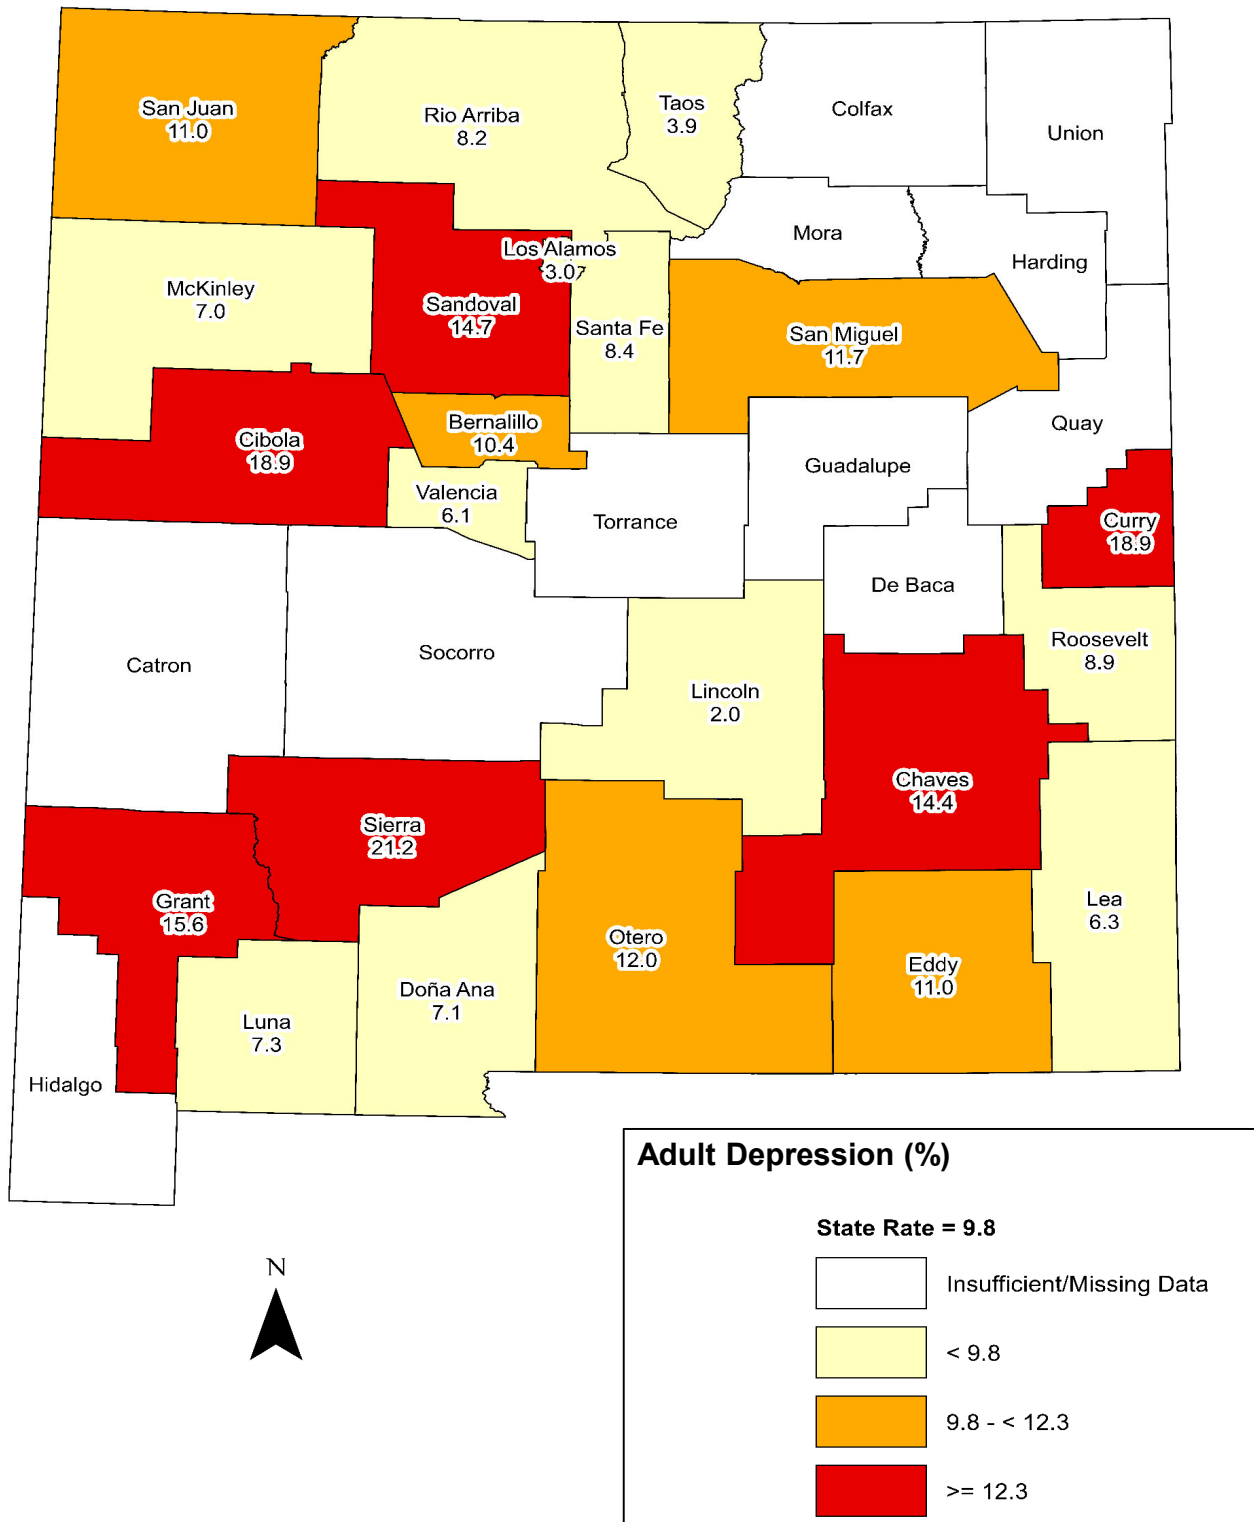 San Juan
11.0
Rio Arriba
8.2
Taos
3.9
Colfax
Union
Mora
Harding
Los Alamos
3.0
McKinley
7.0
Sandoval
14.7
Santa Fe
8.4
San Miguel
11.7
Quay
Bernalillo
10.4
Cibola
18.9
Guadalupe
Valencia
6.1
Torrance
Curry
18.9
De Baca
Roosevelt
8.9
Catron
Socorro
Lincoln
2.0
Chaves
14.4
Sierra
21.2
Grant
15.6
Lea
6.3
Otero
12.0
Eddy
11.0
Doña Ana
7.1
Luna
7.3
Hidalgo
Adult Depression (%)
State Rate = 9.8
Insufficient/Missing Data
< 9.8
9.8 - < 12.3
>= 12.3
N